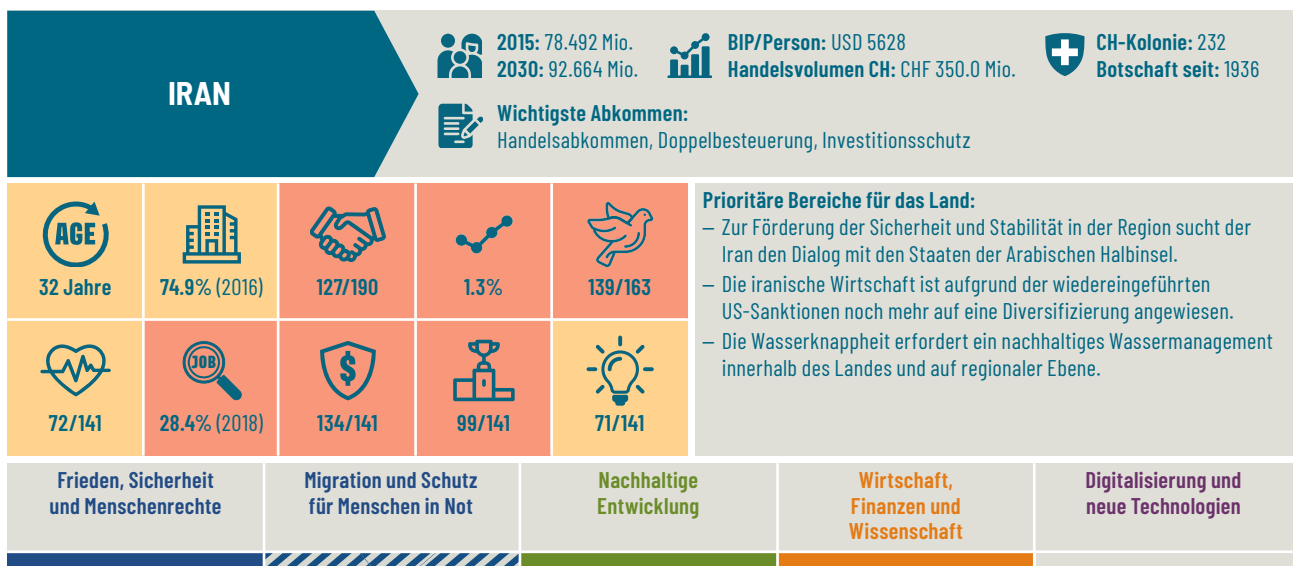 IRAN
2015: 78.492 Mio.
2030: 92.664 Mio.
BIP/Person: USD 5628
Handelsvolumen CH: CHF 350.0 Mio.
CH-Kolonie: 232
Botschaft seit: 1936
Wichtigste Abkommen:
Handelsabkommen, Doppelbesteuerung, Investitionsschutz
AGE
32 Jahre
74.9% (2016)
127/190
1.3%
139/163
72/141
JOB
28.4% (2018)
$
134/141
99/141
71/141
Prioritäre Bereiche für das Land:
– Zur Förderung der Sicherheit und Stabilität in der Region sucht der
Iran den Dialog mit den Staaten der Arabischen Halbinsel.
– Die iranische Wirtschaft ist aufgrund der wiedereingeführten
US-Sanktionen noch mehr auf eine Diversifizierung angewiesen.
– Die Wasserknappheit erfordert ein nachhaltiges Wassermanagement
innerhalb des Landes und auf regionaler Ebene.
Frieden, Sicherheit
und Menschenrechte
Migration und Schutz
für Menschen in Not
Nachhaltige
Entwicklung
Wirtschaft,
Finanzen und
Wissenschaft
Digitalisierung und
neue Technologien